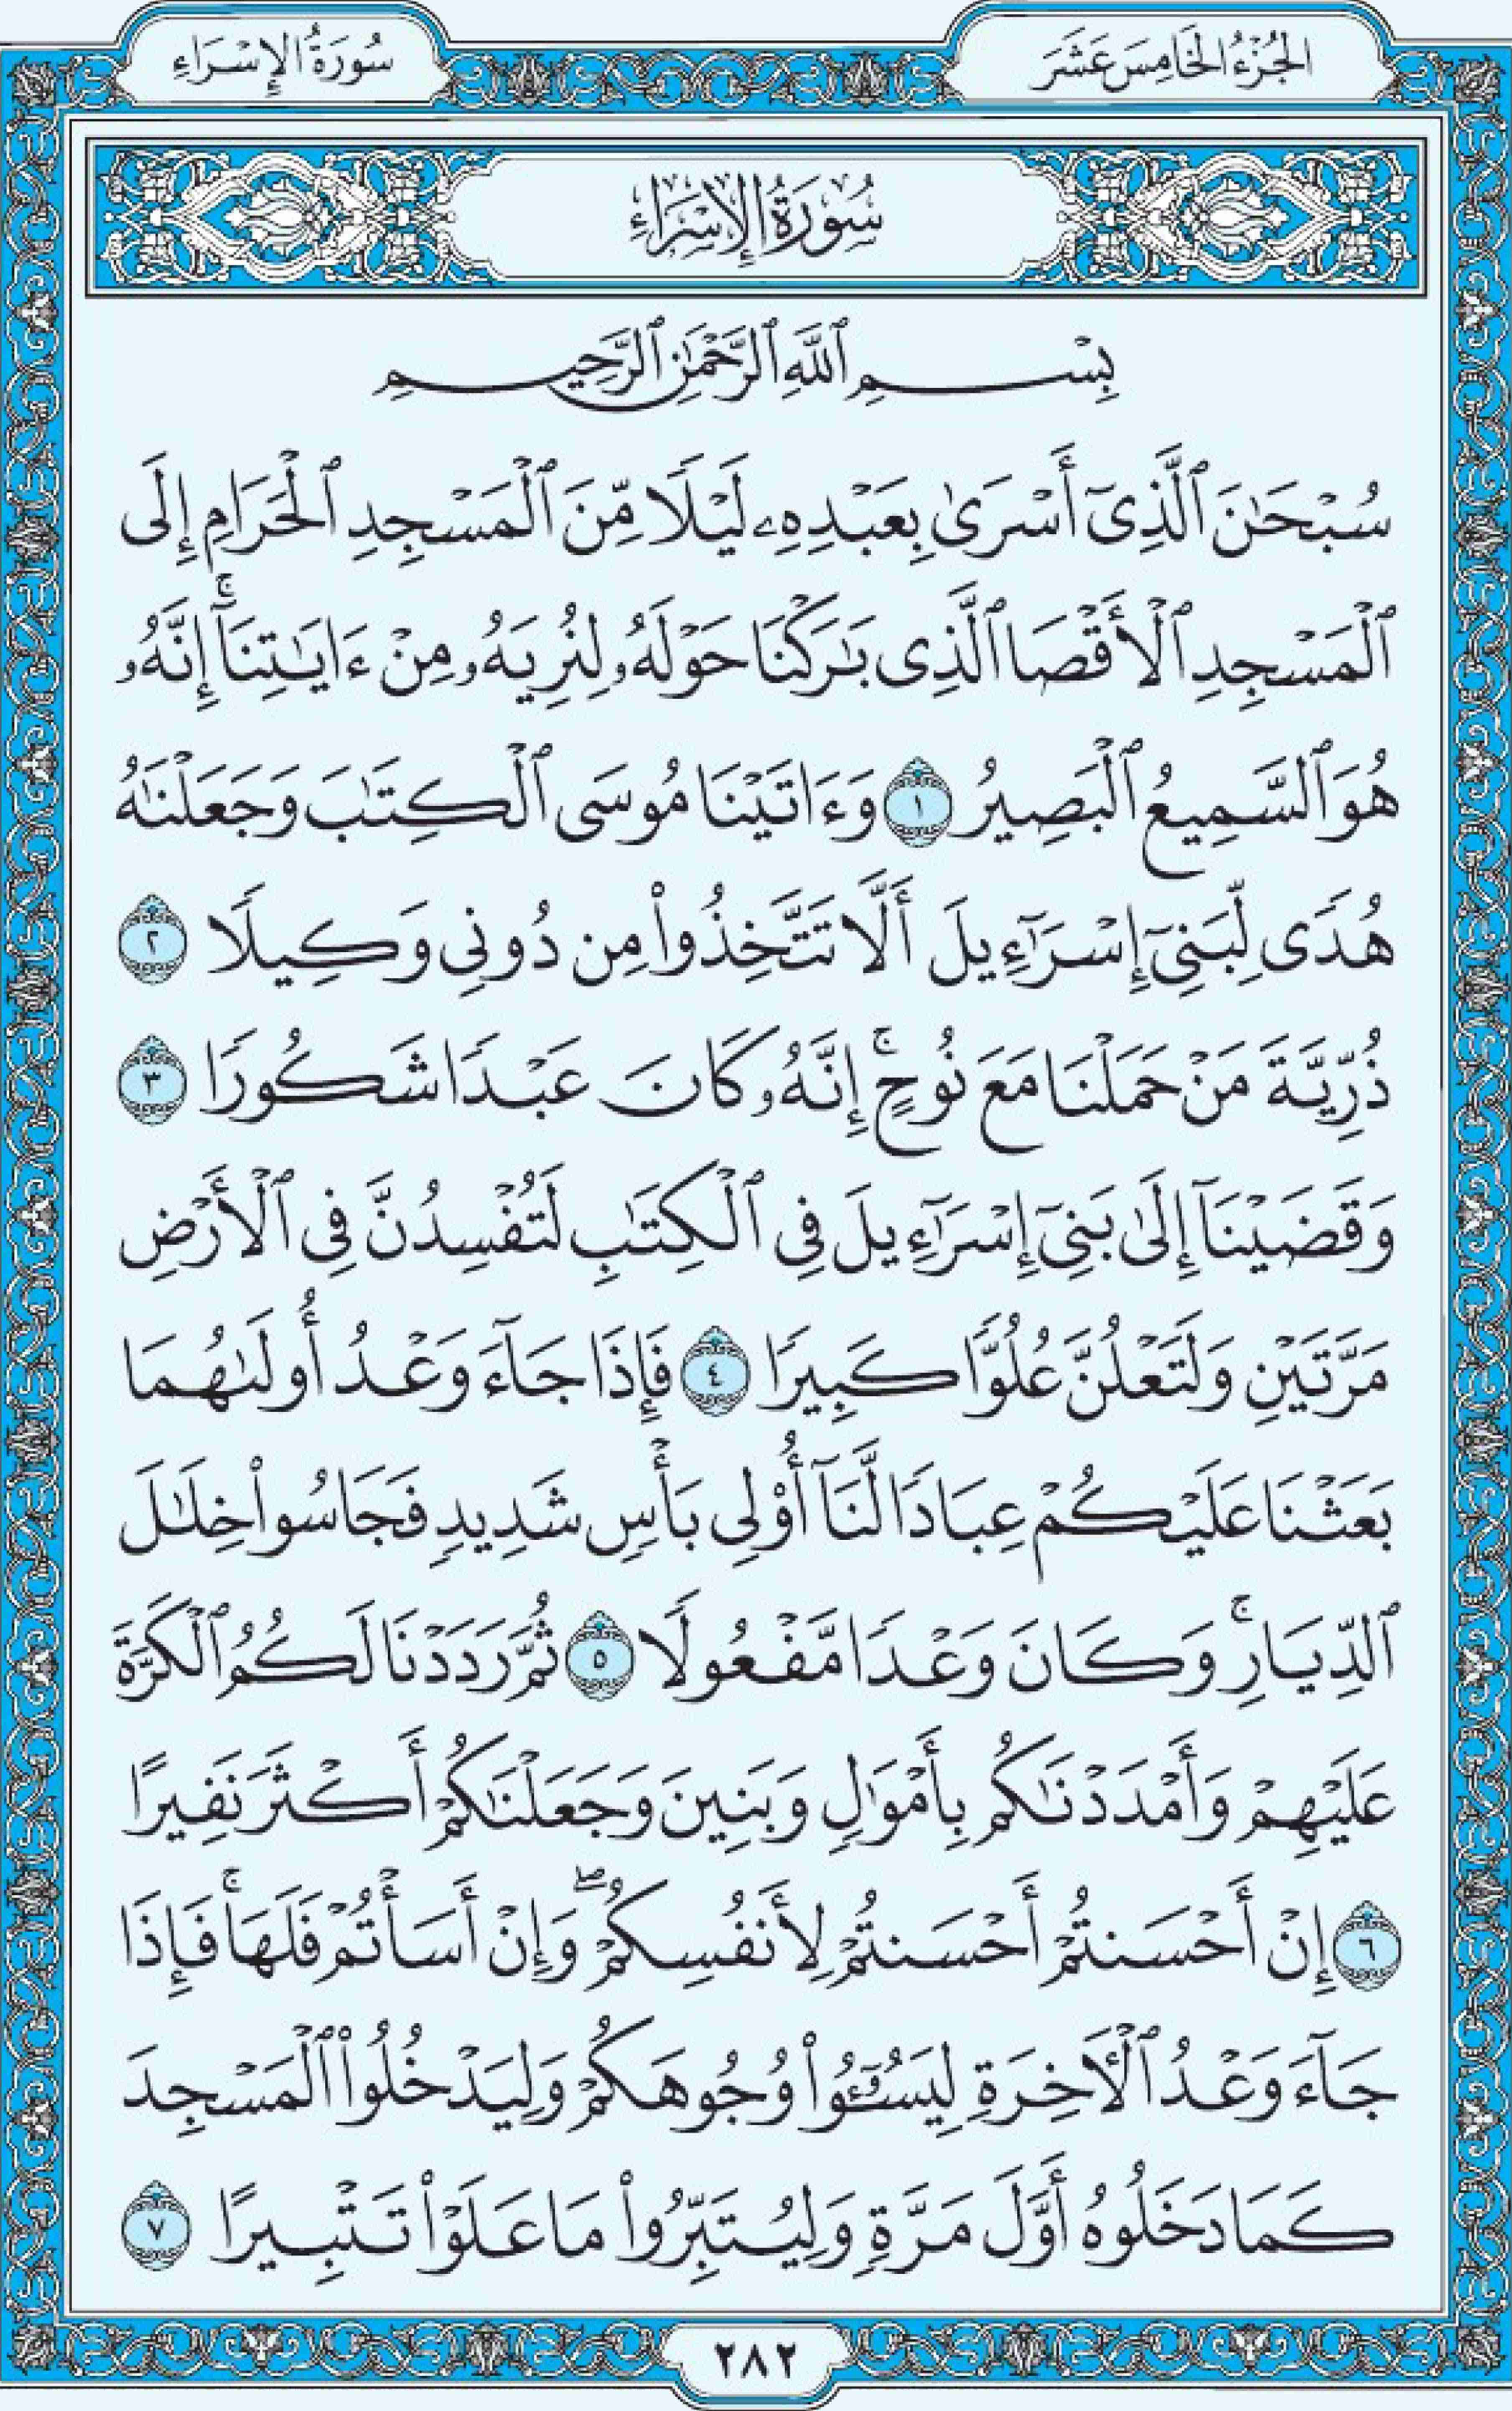 الجُزْءُ الخَامِسَ عَشَرَ
سُورَةُ الإِسْرَاءِ
سُورَةُ الإِسْرَاءِ
بِسْمِ ٱللَّهِ ٱلرَّحْمَٰنِ ٱلرَّحِيمِ
سُبْحَٰنَ ٱلَّذِىٓ أَسْرَىٰ بِعَبْدِهِۦ لَيْلًا مِّنَ ٱلْمَسْجِدِ ٱلْحَرَامِ إِلَى
ٱلْمَسْجِدِ ٱلْأَقْصَا ٱلَّذِى بَٰرَكْنَا حَوْلَهُۥ لِنُرِيَهُۥ مِنْ ءَايَٰتِنَآ ۚ إِنَّهُۥ
هُوَ ٱلسَّمِيعُ ٱلْبَصِيرُ ١ وَءَاتَيْنَا مُوسَى ٱلْكِتَٰبَ وَجَعَلْنَٰهُ
هُدًى لِّبَنِىٓ إِسْرَٰٓءِيلَ أَلَّا تَتَّخِذُوا۟ مِن دُونِى وَكِيلًا ٢
ذُرِّيَّةَ مَنْ حَمَلْنَا مَعَ نُوحٍ ۚ إِنَّهُۥ كَانَ عَبْدًا شَكُورًا ٣
وَقَضَيْنَآ إِلَىٰ بَنِىٓ إِسْرَٰٓءِيلَ فِى ٱلْكِتَٰبِ لَتُفْسِدُنَّ فِى ٱلْأَرْضِ
مَرَّتَيْنِ وَلَتَعْلُنَّ عُلُوًّا كَبِيرًا ٤ فَإِذَا جَآءَ وَعْدُ أُولَىٰهُمَا
بَعَثْنَا عَلَيْكُمْ عِبَادًا لَّنَآ أُو۟لِى بَأْسٍ شَدِيدٍ فَجَاسُوا۟ خِلَٰلَ
ٱلدِّيَارِ ۚ وَكَانَ وَعْدًا مَّفْعُولًا ٥ ثُمَّ رَدَدْنَا لَكُمُ ٱلْكَرَّةَ
عَلَيْهِمْ وَأَمْدَدْنَٰكُم بِأَمْوَٰلٍ وَبَنِينَ وَجَعَلْنَٰكُمْ أَكْثَرَ نَفِيرًا
٦ إِنْ أَحْسَنتُمْ أَحْسَنتُمْ لِأَنفُسِكُمْ ۖ وَإِنْ أَسَأْتُمْ فَلَهَا ۚ فَإِذَا
جَآءَ وَعْدُ ٱلْءَاخِرَةِ لِيَسُـۥٓـُٔوا۟ وُجُوهَكُمْ وَلِيَدْخُلُوا۟ ٱلْمَسْجِدَ
كَمَا دَخَلُوهُ أَوَّلَ مَرَّةٍ وَلِيُتَبِّرُوا۟ مَا عَلَوْا۟ تَتْبِيرًا ٧
٢٨٢